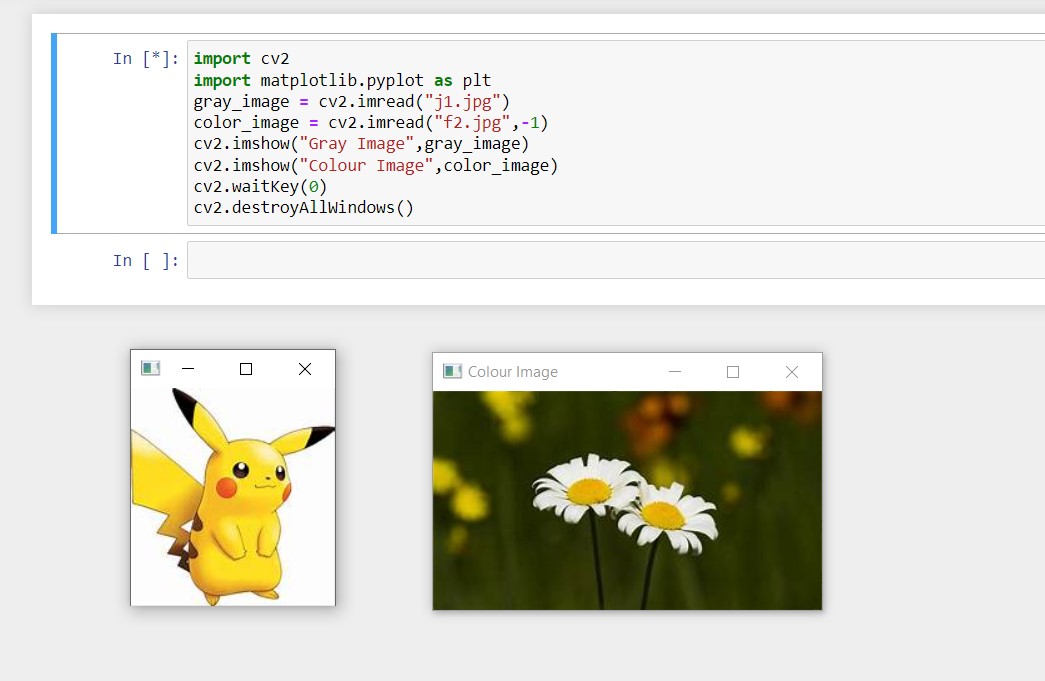 In [*]:
import cv2
import matplotlib.pyplot as plt
gray_image = cv2.imread("j1.jpg")
color_image = cv2.imread("f2.jpg",-1)
cv2.imshow("Gray Image",gray_image)
cv2.imshow("Colour Image",color_image)
cv2.waitKey(0)
cv2.destroyAllWindows()
In [ ]:
Colour Image